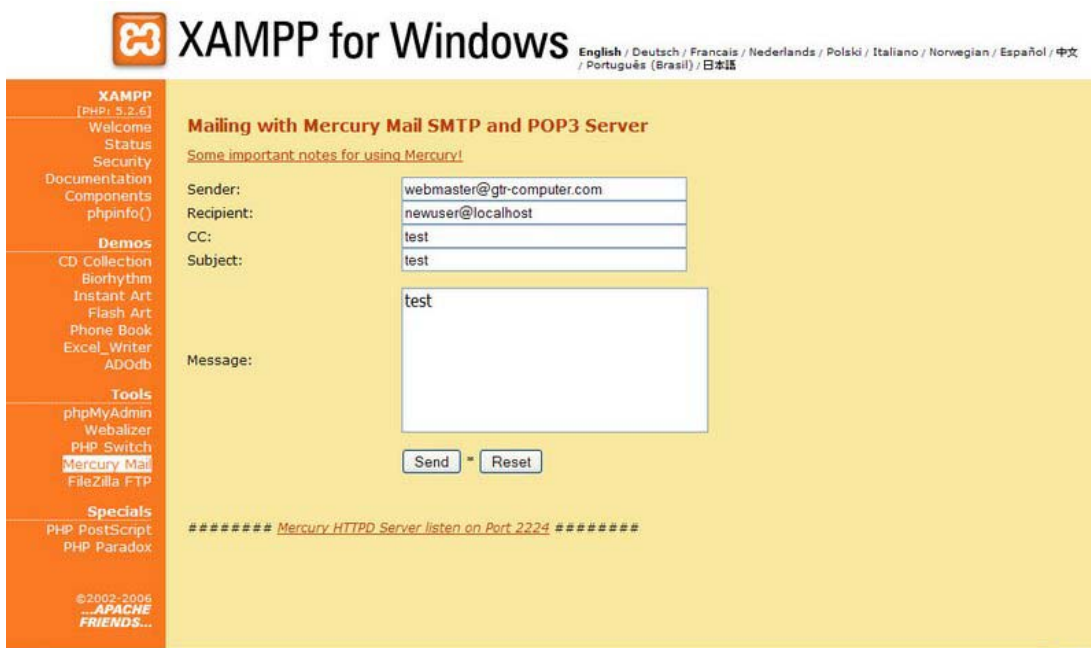 XAMPP for Windows
English / Deutsch / Francais / Nederlands / Polski / Italiano / Norwegian / Español / 中文
/ Português (Brasil) / 日本語
XAMPP
[PHP: 5.2.6]
Welcome
Status
Security
Documentation
Components
phpinfo()
Demos
CD Collection
Biorhythm
Instant Art
Flash Art
Phone Book
Excel_Writer
ADOdb
Tools
phpMyAdmin
Webalizer
PHP Switch
Mercury Mail
FileZilla FTP
Specials
PHP PostScript
PHP Paradox
©2002-2006
...APACHE
FRIENDS...
Mailing with Mercury Mail SMTP and POP3 Server
Some important notes for using Mercury!
Sender: webmaster@gtr-computer.com
Recipient: newuser@localhost
CC: test
Subject: test
Message: test
Send = Reset
######## Mercury HTTPD Server listen on Port 2224 ########